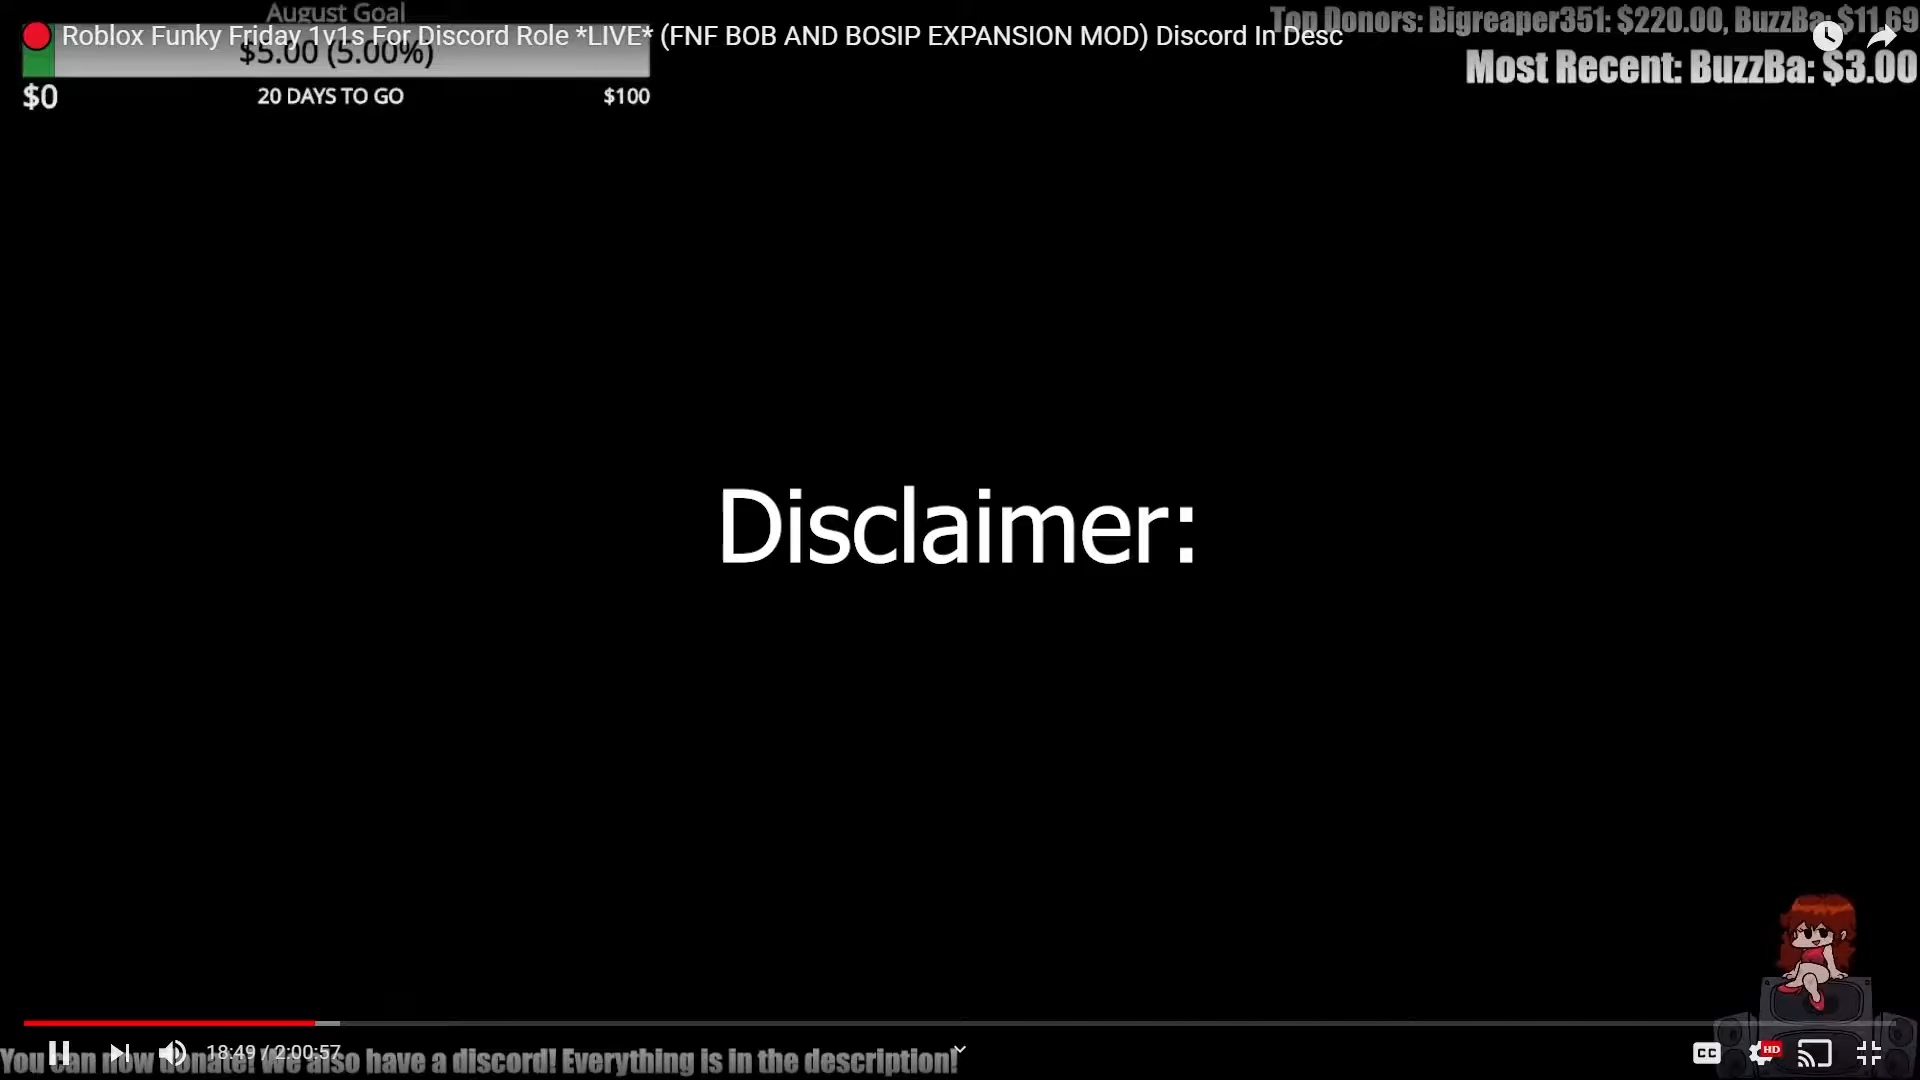 August Goal
Roblox Funky Friday 1v1s For Discord Role *LIVE* (FNF BOB AND BOSIP EXPANSION MOD) Discord In Desc
Top Donors: Bigreaper351: $220.00, BuzzBa: $11.69
$5.00 (5.00%)
Most Recent: BuzzBa: $3.00
$0 20 DAYS TO GO $100
Disclaimer:
18:49 / 2:00:57
You can now donate! We also have a discord! Everything is in the description!
CC HD